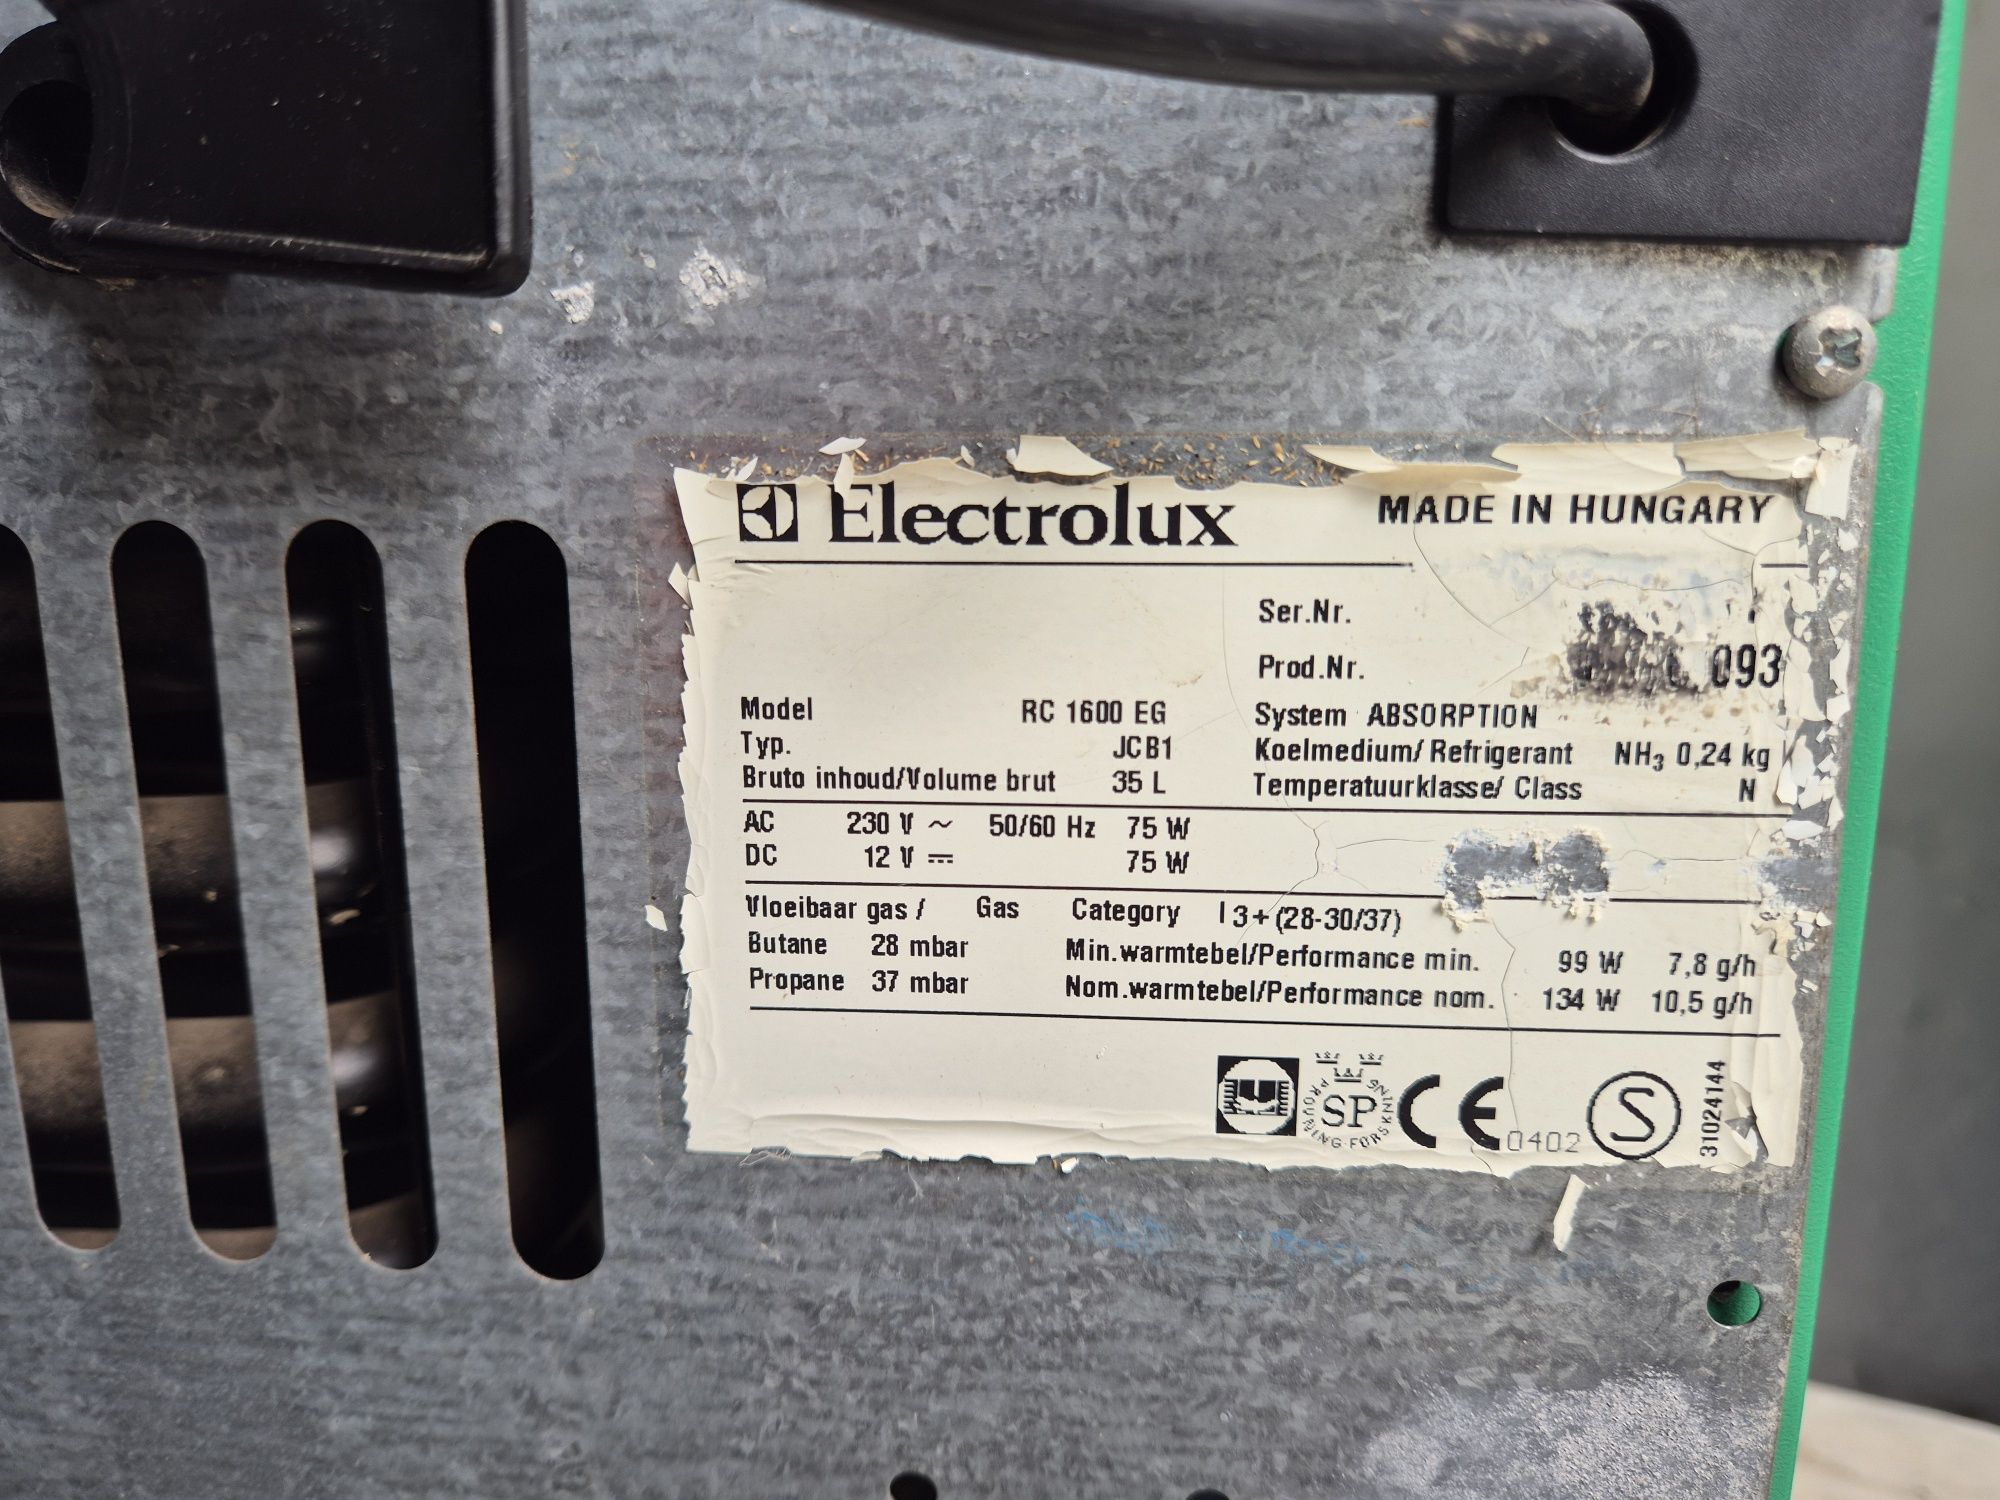 Electrolux MADE IN HUNGARY
Ser.Nr.
Prod.Nr. 093
Model RC 1600 EG System ABSORPTION
Typ. JCB1 Koelmedium/Refrigerant NH₃ 0,24 kg
Bruto inhoud/Volume brut 35 L Temperatuurklasse/ Class N
AC 230 V ~ 50/60 Hz 75 W
DC 12 V ⎓ 75 W
Vloeibaar gas / Gas Category I 3+(28-30/37)
Butane 28 mbar Min.warmtebel/Performance min. 99 W 7,8 g/h
Propane 37 mbar Nom.warmtebel/Performance nom. 134 W 10,5 g/h
SP PROVNING FORSKNING CE 0402 S
31024144